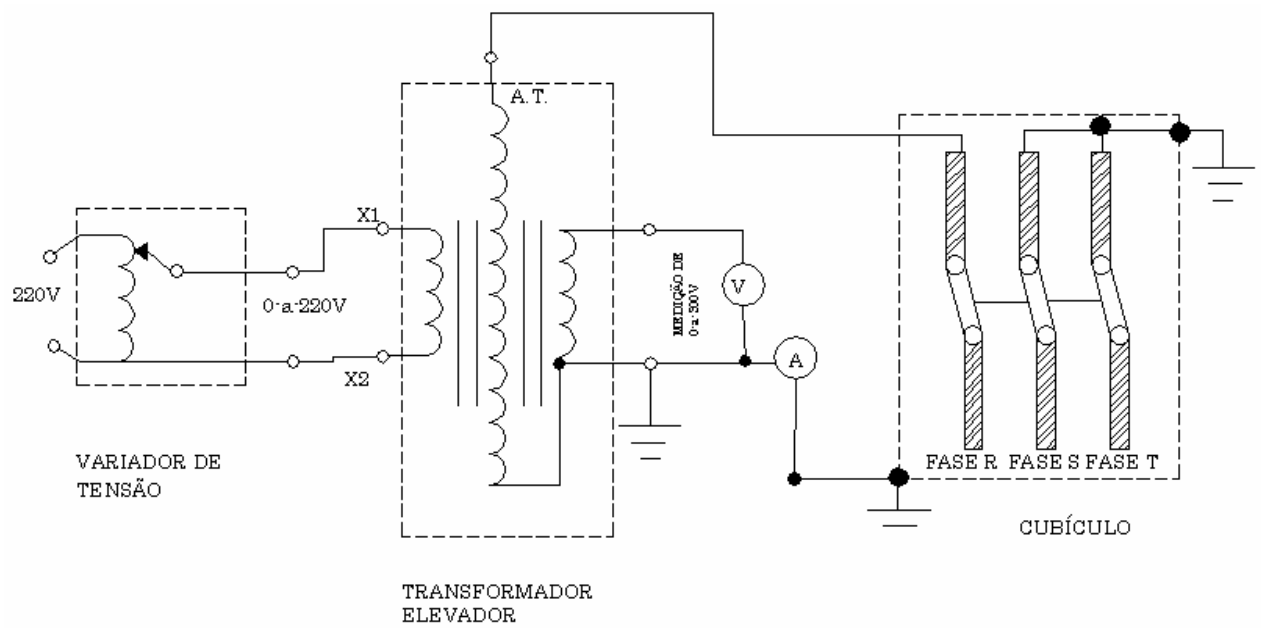 A.T.
X1
220V
0-a-220V
X2
MEDIÇÃO DE
0-a-300V
V
A
FASE R FASE S FASE T
VARIADOR DE
TENSÃO
CUBÍCULO
TRANSFORMADOR
ELEVADOR